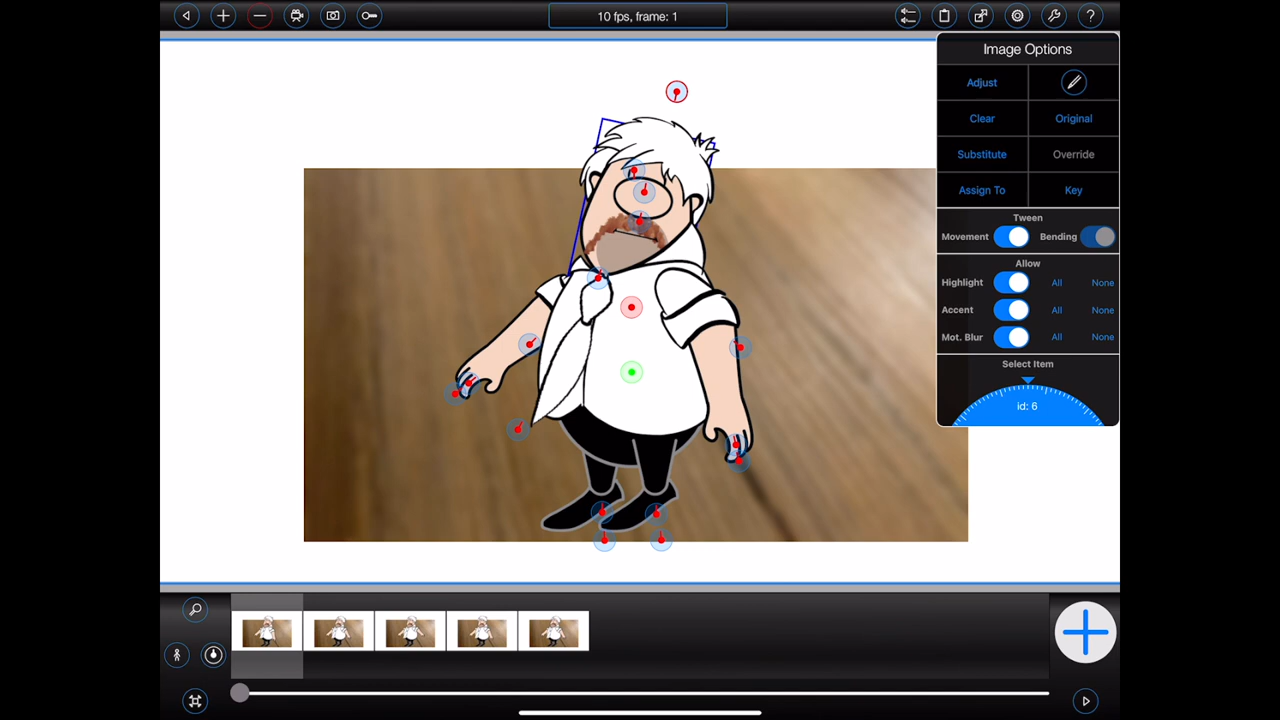 10 fps, frame: 1
?
Image Options
Adjust
Clear Original
Substitute Override
Assign To Key
Tween
Movement Bending
Allow
Highlight All None
Accent All None
Mot. Blur All None
Select Item
id: 6